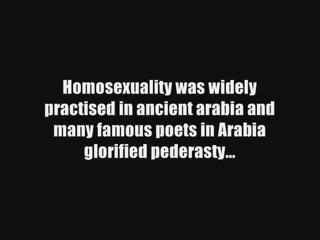 Homosexuality was widely
practised in ancient arabia and
many famous poets in Arabia
glorified pederasty...